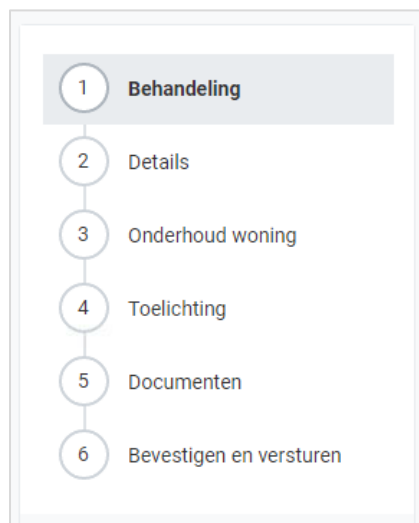 1 Behandeling
2 Details
3 Onderhoud woning
4 Toelichting
5 Documenten
6 Bevestigen en versturen